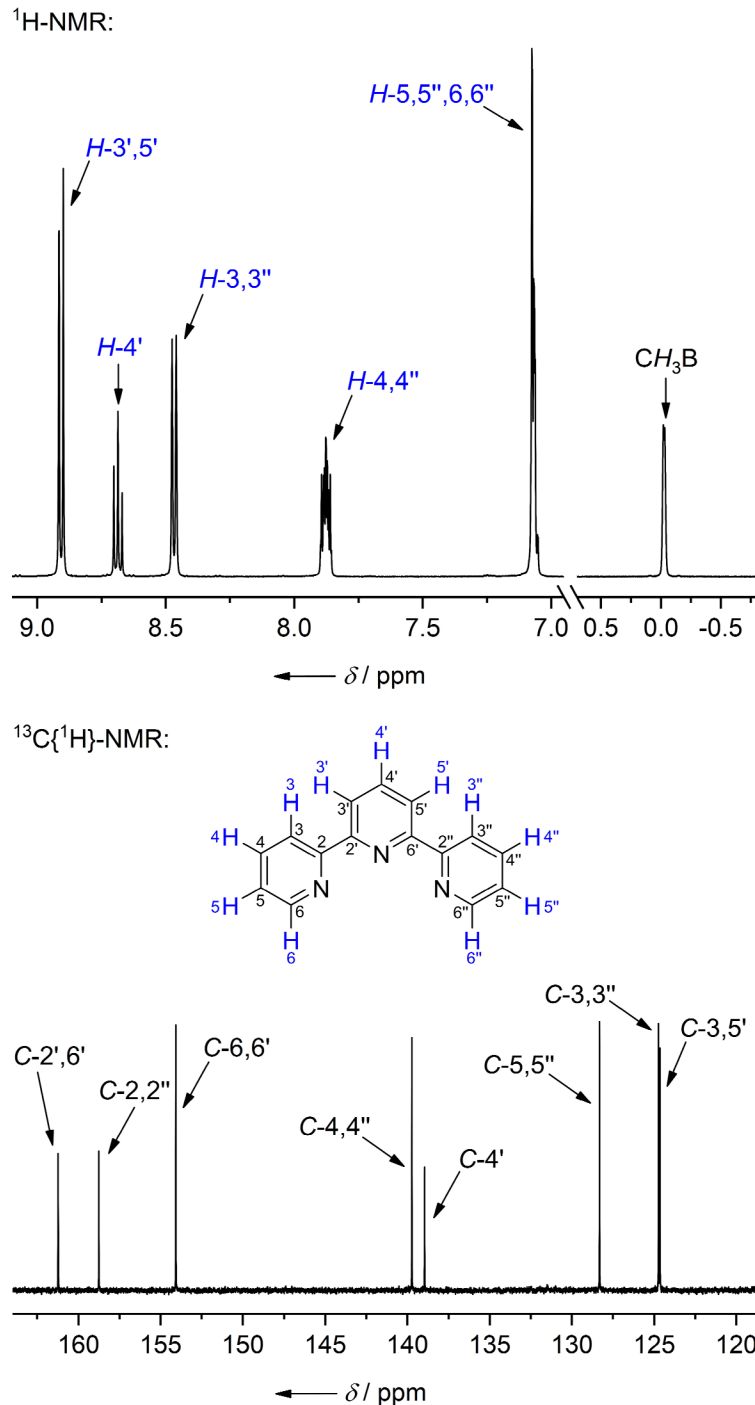 ¹H-NMR:
H-5,5'',6,6''
H-3',5'
H-3,3''
H-4'
CH₃B
H-4,4''
9.0 8.5 8.0 7.5 7.0 0.5 0.0 -0.5
δ / ppm
¹³C{¹H}-NMR:
4'
H
3' 5'
3 H 4' H 3''
H 3' 5' H
4 H 4 3 2 2' N 6' 2'' 3'' 4'' H 4''
5 H 5 6 N N 6'' 5'' H 5''
H H
6 6''
C-3,3''
C-3,5'
C-2',6' C-6,6'
C-2,2'' C-5,5''
C-4,4''
C-4'
160 155 150 145 140 135 130 125 120
δ / ppm